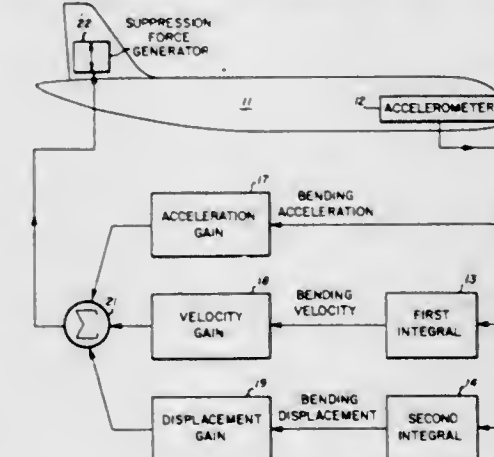 22
SUPPRESSION
FORCE
GENERATOR
11
12
ACCELEROMETER
17
ACCELERATION
GAIN
BENDING
ACCELERATION
21
Σ
18
VELOCITY
GAIN
BENDING
VELOCITY
13
FIRST
INTEGRAL
19
DISPLACEMENT
GAIN
BENDING
DISPLACEMENT
14
SECOND
INTEGRAL